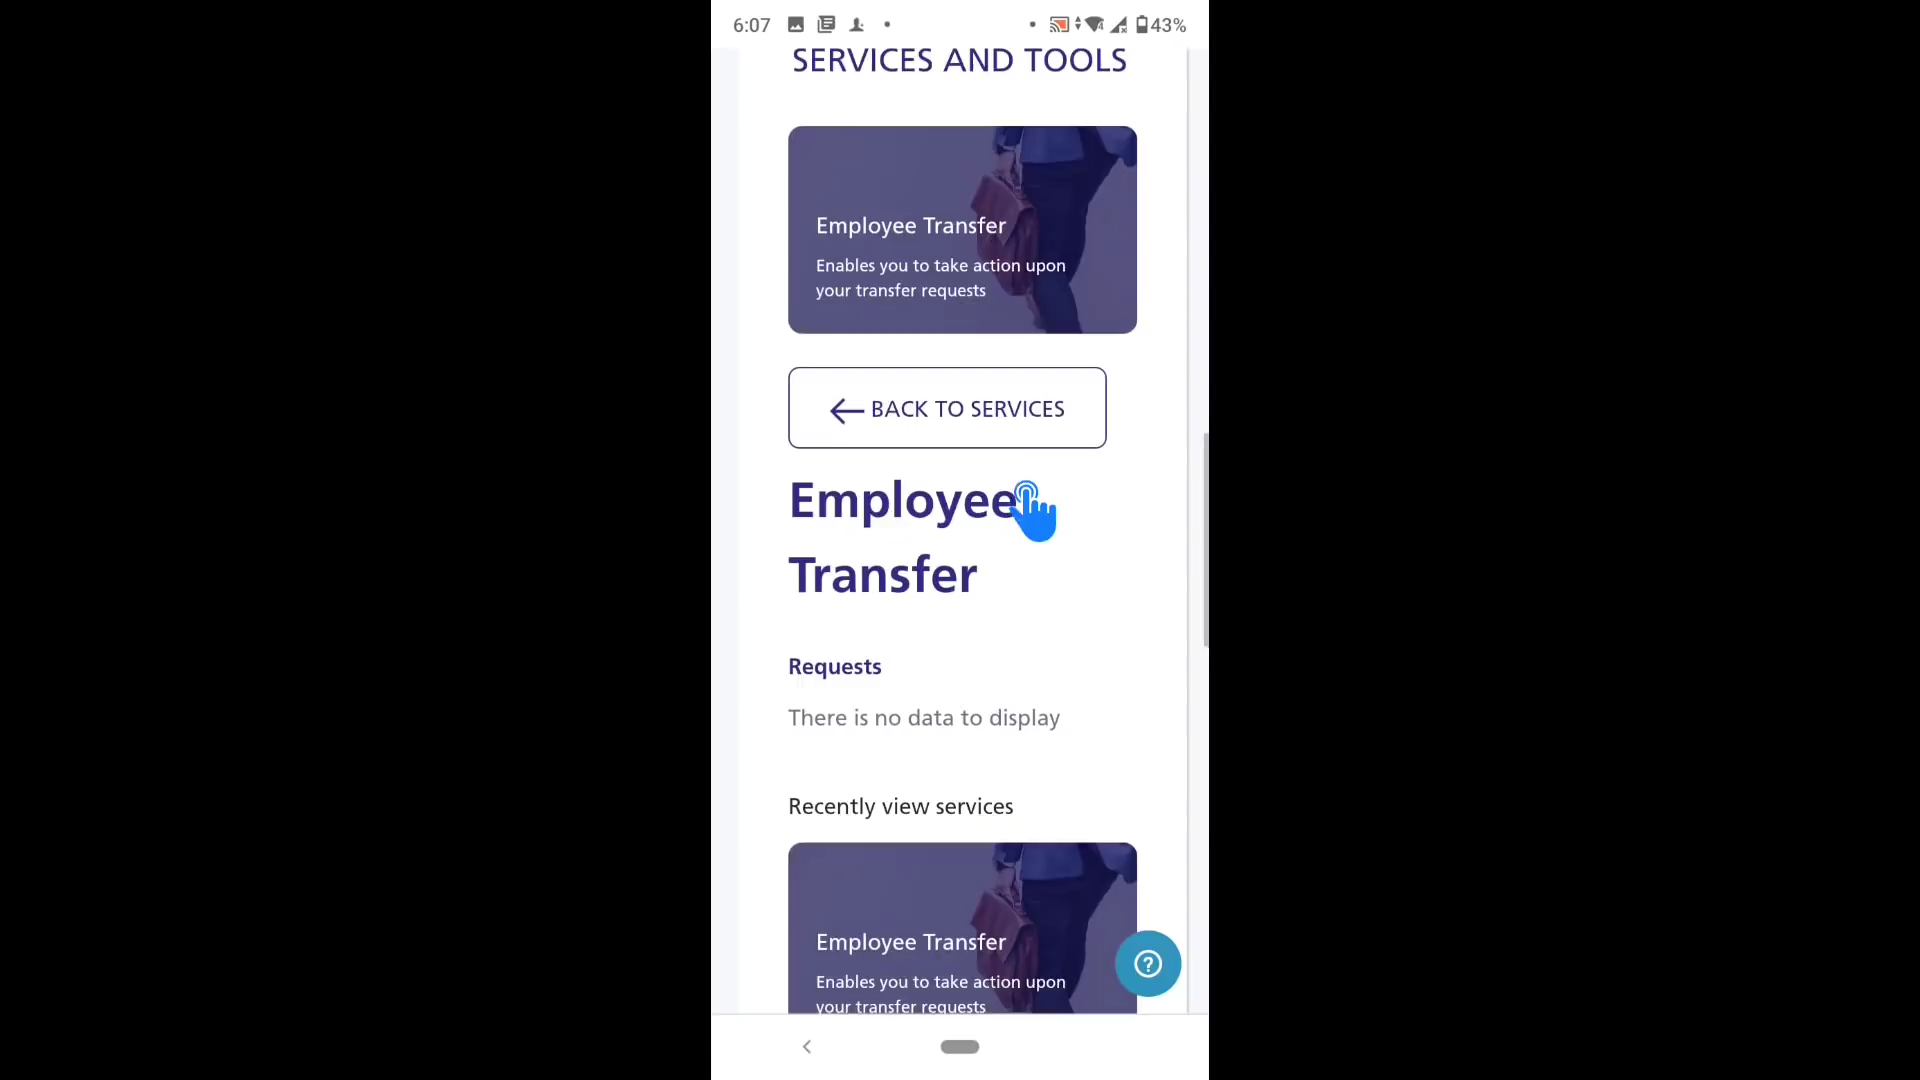 6:07
43%
SERVICES AND TOOLS
Employee Transfer
Enables you to take action upon
your transfer requests
BACK TO SERVICES
Employee
Transfer
Requests
There is no data to display
Recently view services
Employee Transfer
Enables you to take action upon
your transfer requests